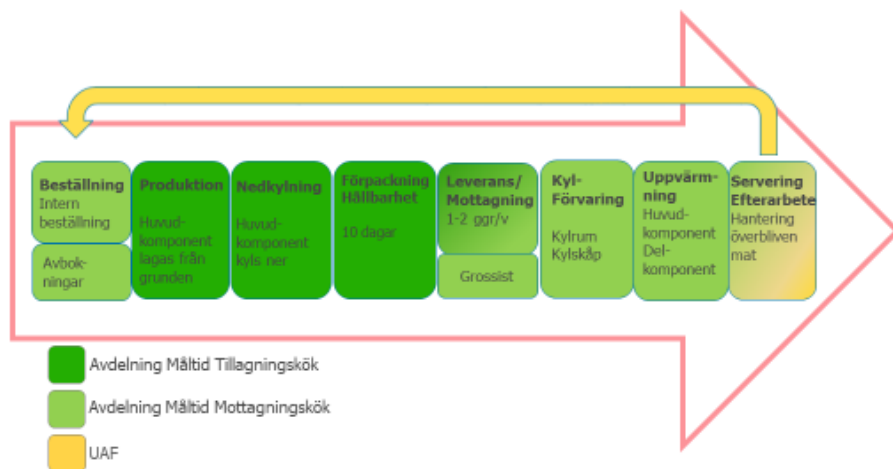 Beställning
Intern
beställning
Avbok-
ningar
Produktion
Huvud-
komponent
lagas från
grunden
Nedkylning
Huvud-
komponent
kyls ner
Förpackning
Hållbarhet
10 dagar
Leverans/
Mottagning
1-2 ggr/v
Grossist
Kyl-
Förvaring
Kylrum
Kylskåp
Uppvärm-
ning
Huvud-
komponent
Del-
komponent
Servering
Efterarbete
Hantering
överbliven
mat
Avdelning Måltid Tillagningskök
Avdelning Måltid Mottagningskök
UAF